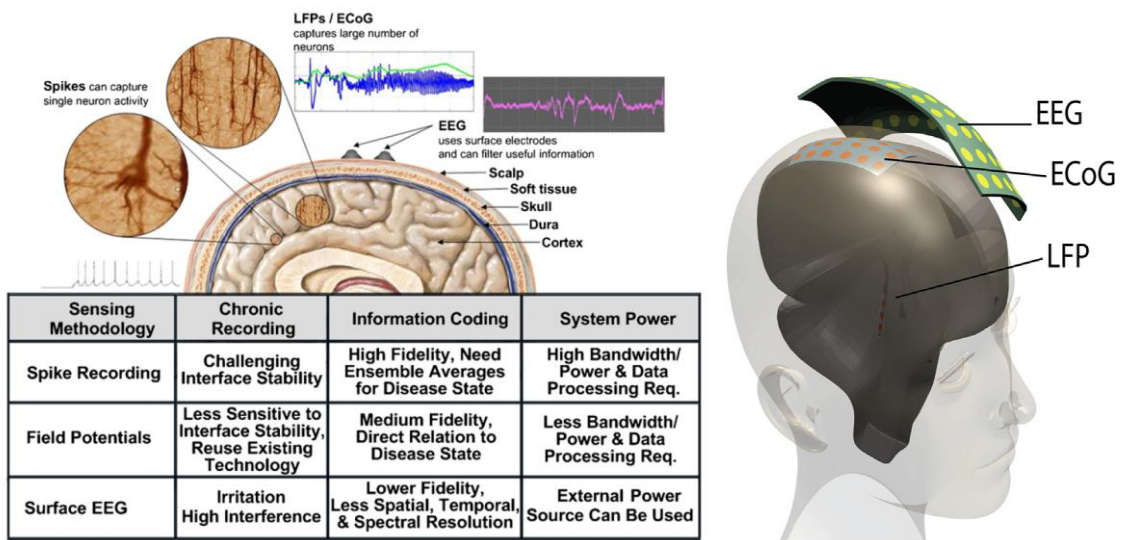 LFPs / ECoG
captures large number of
neurons
Spikes can capture
single neuron activity
EEG
uses surface electrodes
and can filter useful information
Scalp
Soft tissue
Skull
Dura
Cortex
Sensing
Methodology
Chronic
Recording
Information Coding
System Power
Spike Recording
Challenging
Interface Stability
High Fidelity, Need
Ensemble Averages
for Disease State
High Bandwidth/
Power & Data
Processing Req.
Field Potentials
Less Sensitive to
Interface Stability,
Reuse Existing
Technology
Medium Fidelity,
Direct Relation to
Disease State
Less Bandwidth/
Power & Data
Processing Req.
Surface EEG
Irritation
High Interference
Lower Fidelity,
Less Spatial, Temporal,
& Spectral Resolution
External Power
Source Can Be Used
EEG
ECoG
LFP